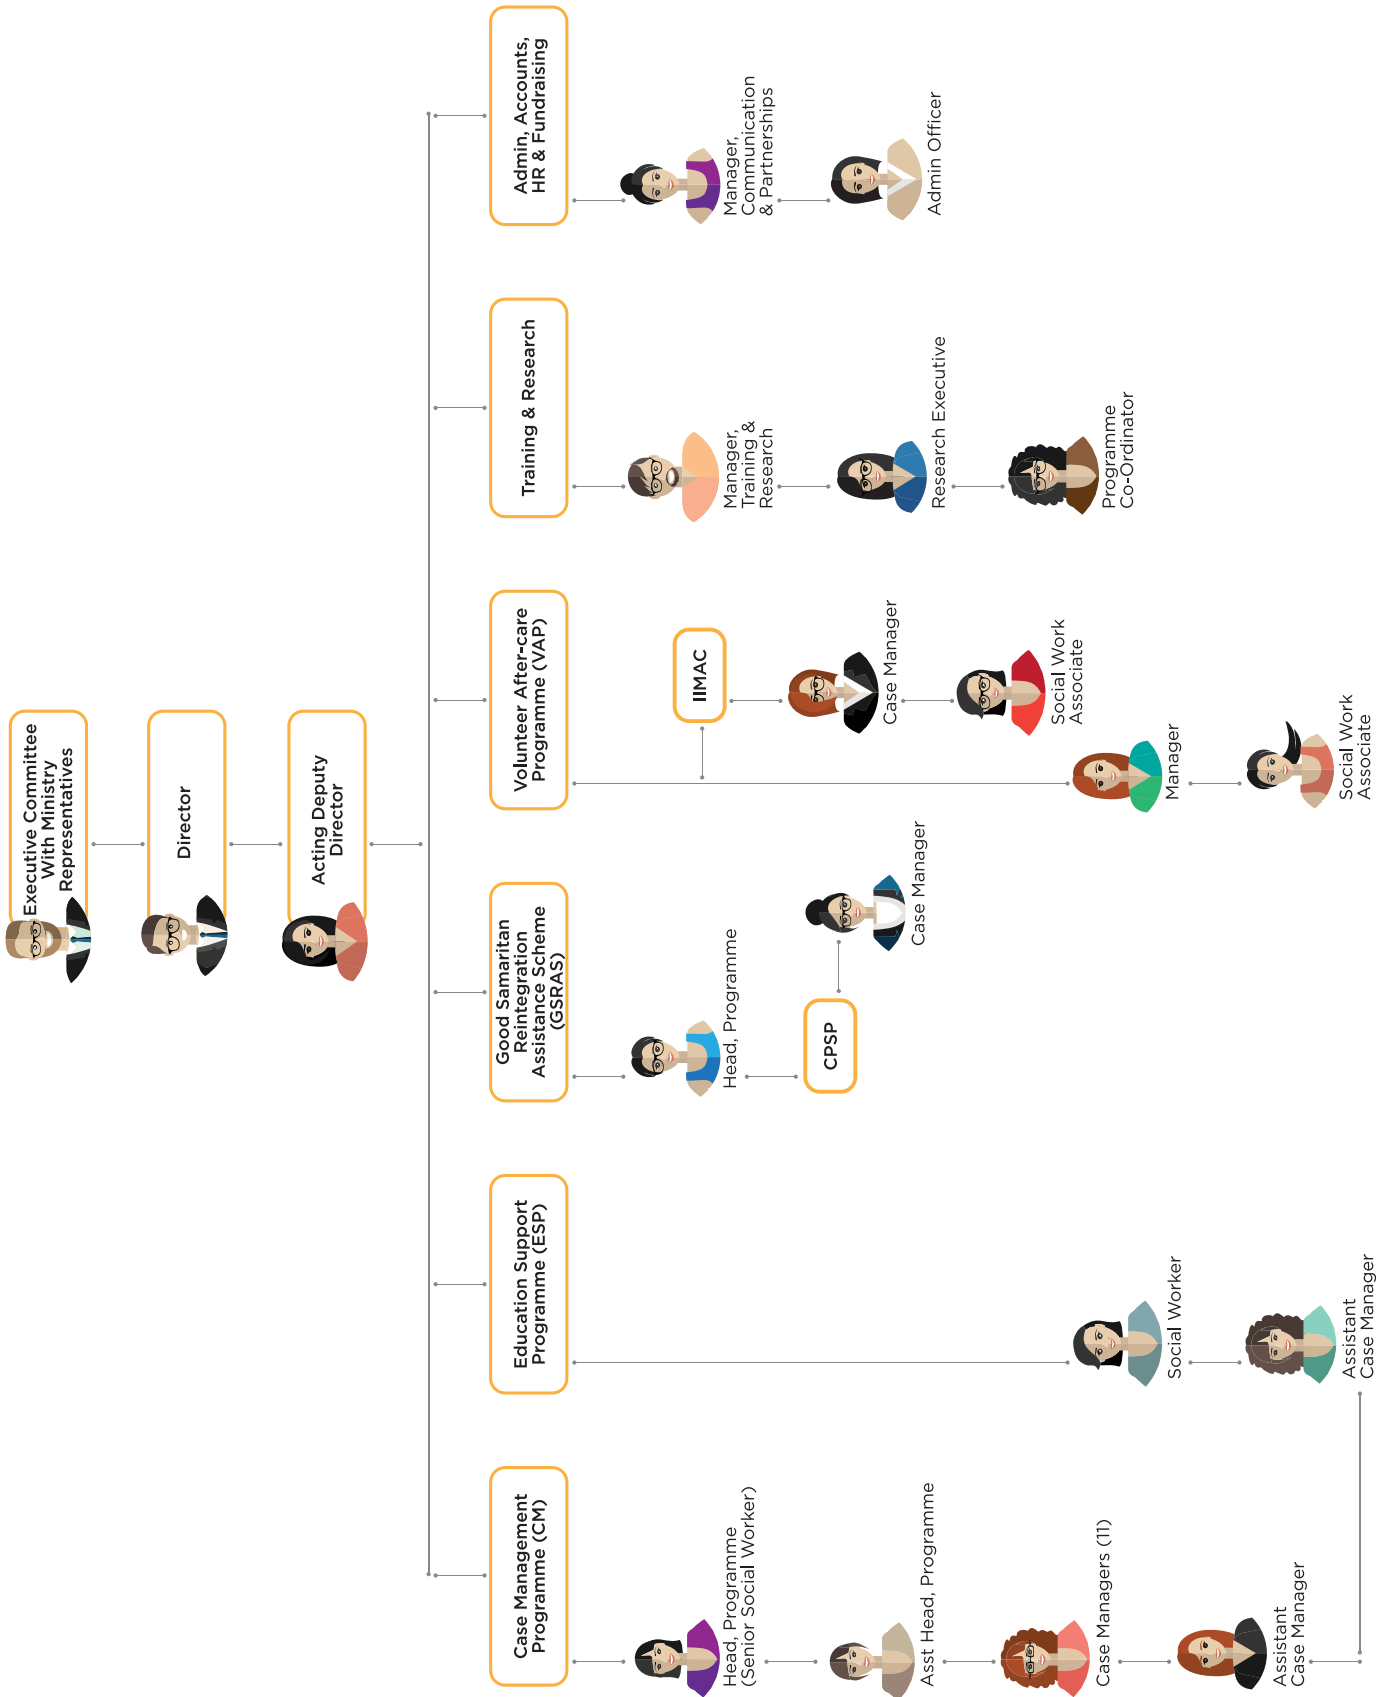 Executive Committee
With Ministry
Representatives
Director
Acting Deputy
Director
Case Management
Programme (CM)
Head, Programme
(Senior Social Worker)
Asst Head, Programme
Case Managers (11)
Assistant
Case Manager
Education Support
Programme (ESP)
Social Worker
Assistant
Case Manager
Good Samaritan
Reintegration
Assistance Scheme
(GSRAS)
Head, Programme
CPSP
Case Manager
Volunteer After-care
Programme (VAP)
IIMAC
Case Manager
Social Work
Associate
Manager
Social Work
Associate
Training & Research
Manager,
Training &
Research
Research Executive
Programme
Co-Ordinator
Admin, Accounts,
HR & Fundraising
Manager,
Communication
& Partnerships
Admin Officer